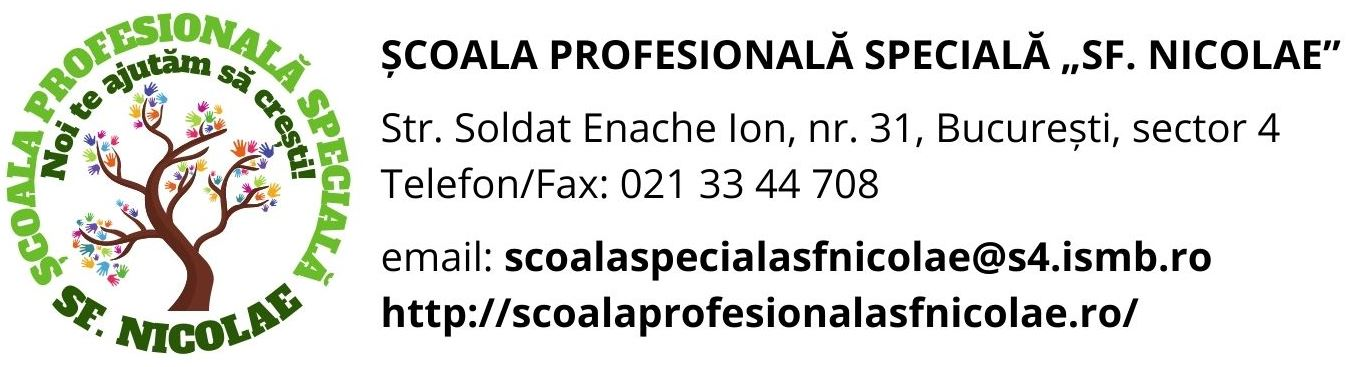 ȘCOALA PROFESIONALĂ SPECIALĂ
Noi te ajutăm să crești!
SF. NICOLAE
ȘCOALA PROFESIONALĂ SPECIALĂ „SF. NICOLAE”
Str. Soldat Enache Ion, nr. 31, București, sector 4
Telefon/Fax: 021 33 44 708
email: scoalaspecialasfnicolae@s4.ismb.ro
http://scoalaprofesionalasfnicolae.ro/